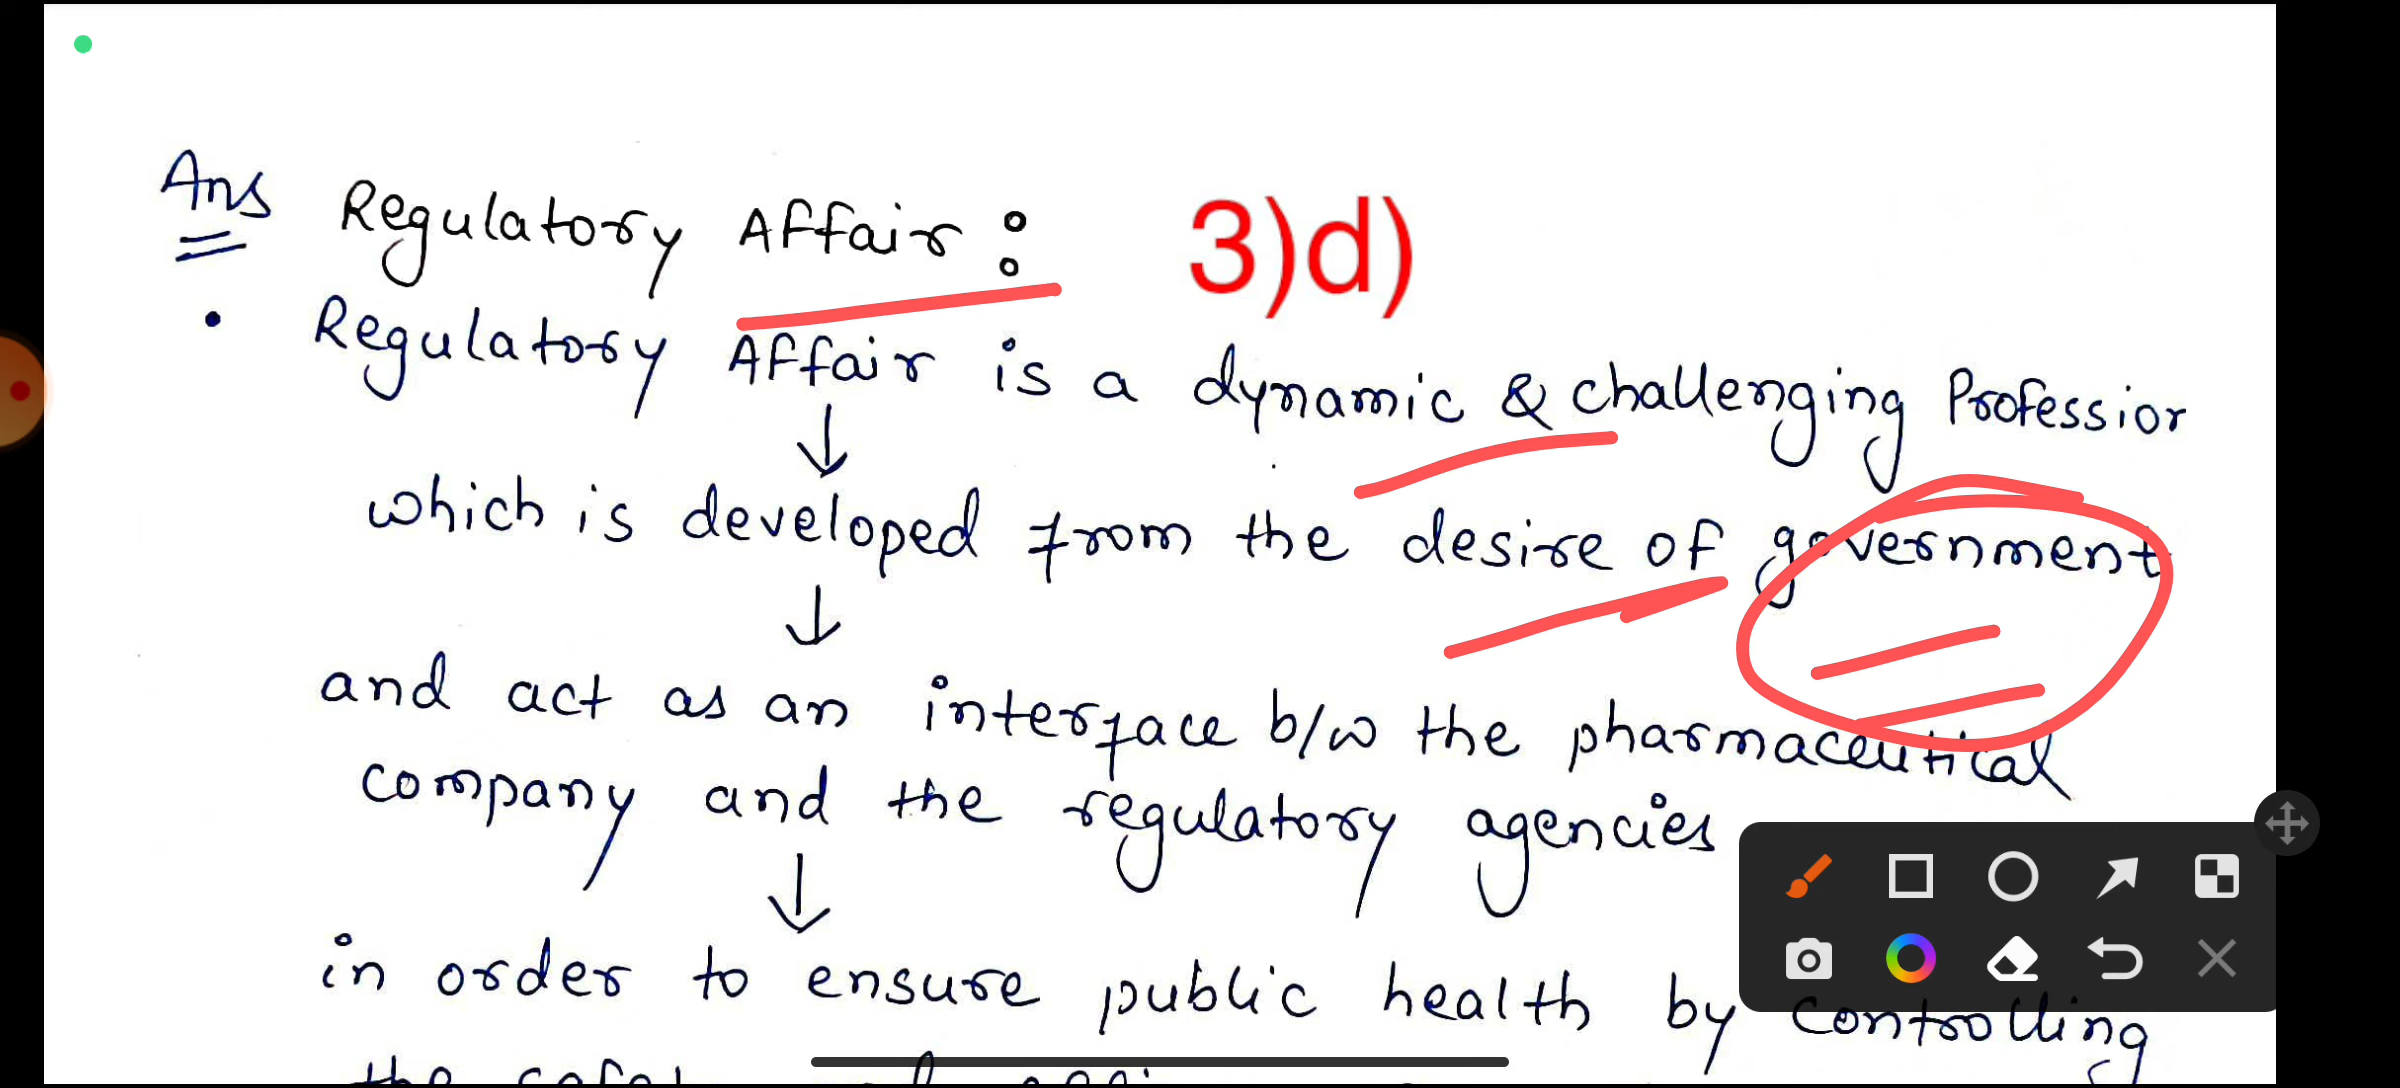 Ans Regulatory Affair : 3)d)
• Regulatory Affair is a dynamic & challenging Profession
↓
which is developed from the desire of government
↓
and act as an interface b/w the pharmaceutical
company and the regulatory agencies
↓
in order to ensure public health by controlling
the